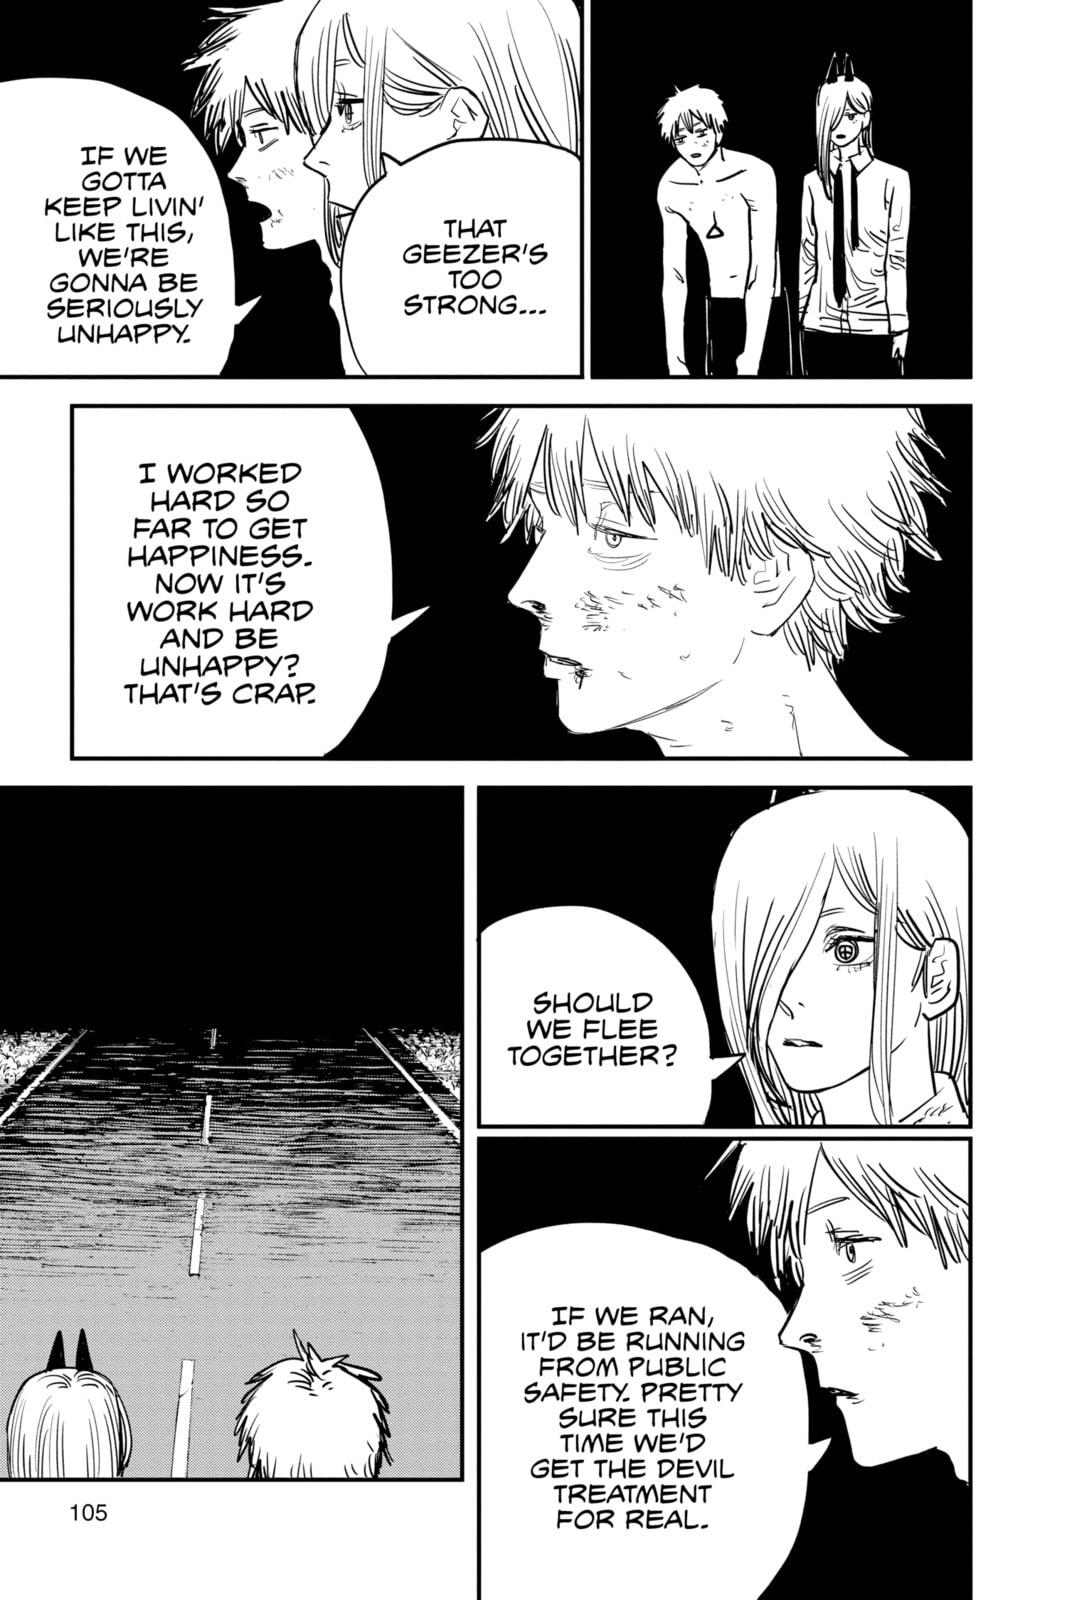 THAT
GEEZER'S
TOO
STRONG...
IF WE
GOTTA
KEEP LIVIN'
LIKE THIS,
WE'RE
GONNA BE
SERIOUSLY
UNHAPPY.
I WORKED
HARD SO
FAR TO GET
HAPPINESS.
NOW IT'S
WORK HARD
AND BE
UNHAPPY?
THAT'S CRAP.
SHOULD
WE FLEE
TOGETHER?
IF WE RAN,
IT'D BE RUNNING
FROM PUBLIC
SAFETY. PRETTY
SURE THIS
TIME WE'D
GET THE DEVIL
TREATMENT
FOR REAL.
105